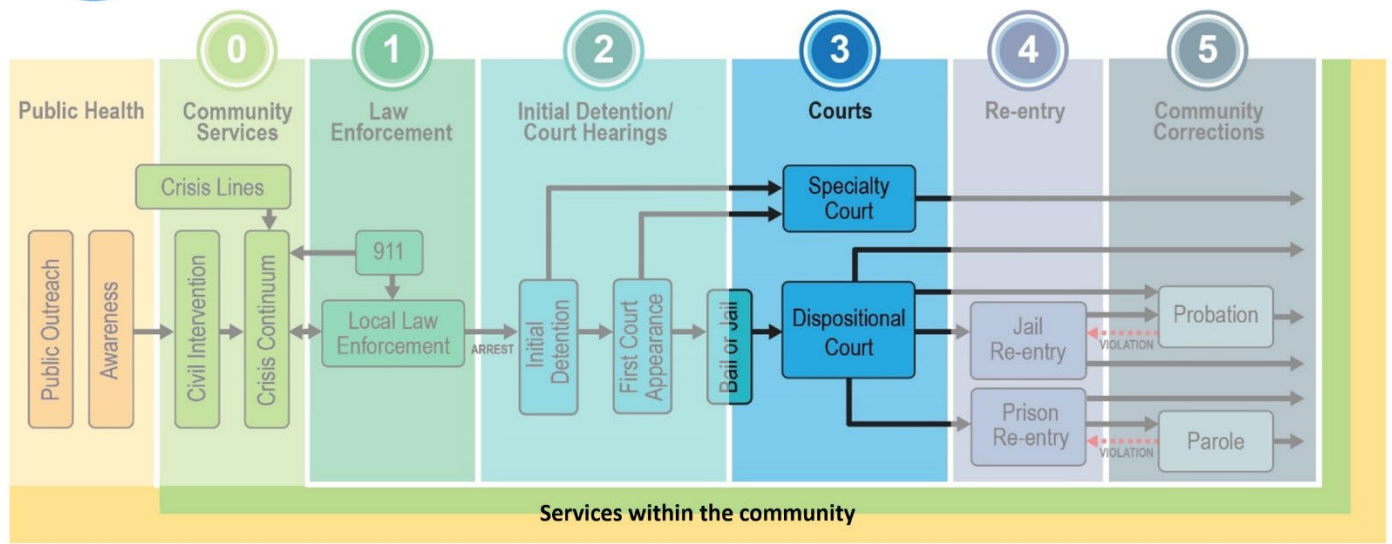 0
1
2
3
4
5
Public Health
Community
Services
Law
Enforcement
Initial Detention/
Court Hearings
Courts
Re-entry
Community
Corrections
Crisis Lines
Public Outreach
Awareness
Civil Intervention
Crisis Continuum
911
Local Law
Enforcement
ARREST
Initial
Detention
First Court
Appearance
Bail or Jail
Specialty
Court
Dispositional
Court
Jail
Re-entry
Prison
Re-entry
VIOLATION
Probation
VIOLATION
Parole
Services within the community